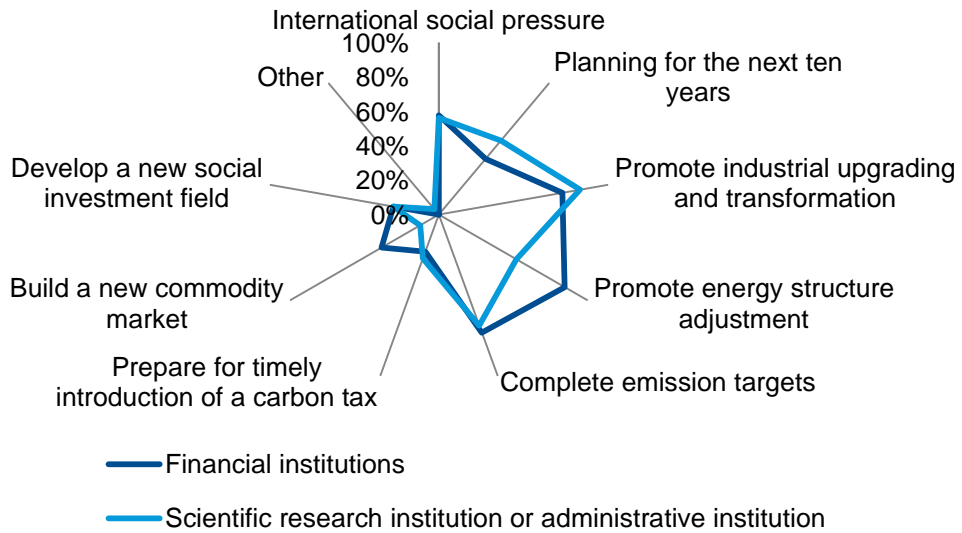 International social pressure
100%
80%
60%
40%
20%
0%
Planning for the next ten
years
Promote industrial upgrading
and transformation
Promote energy structure
adjustment
Complete emission targets
Prepare for timely
introduction of a carbon tax
Build a new commodity
market
Develop a new social
investment field
Other
Financial institutions
Scientific research institution or administrative institution